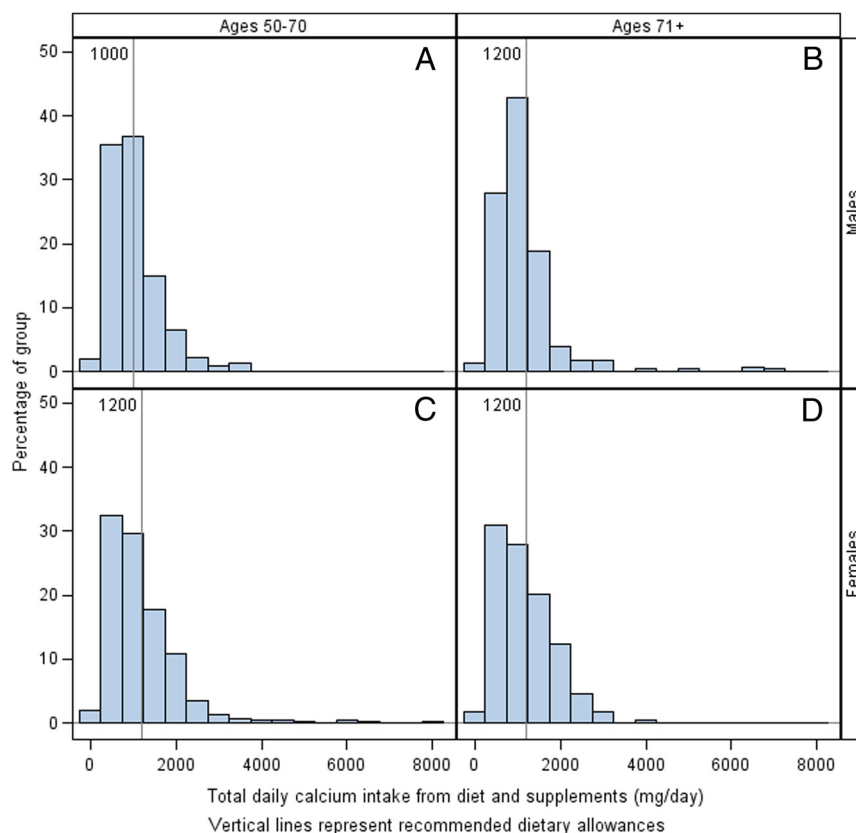 Ages 50-70
Ages 71+
50
40
30
20
10
0
1000
A
1200
B
Males
50
40
30
20
10
0
1200
C
1200
D
Females
Percentage of group
0
2000
4000
6000
8000
0
2000
4000
6000
8000
Total daily calcium intake from diet and supplements (mg/day)
Vertical lines represent recommended dietary allowances